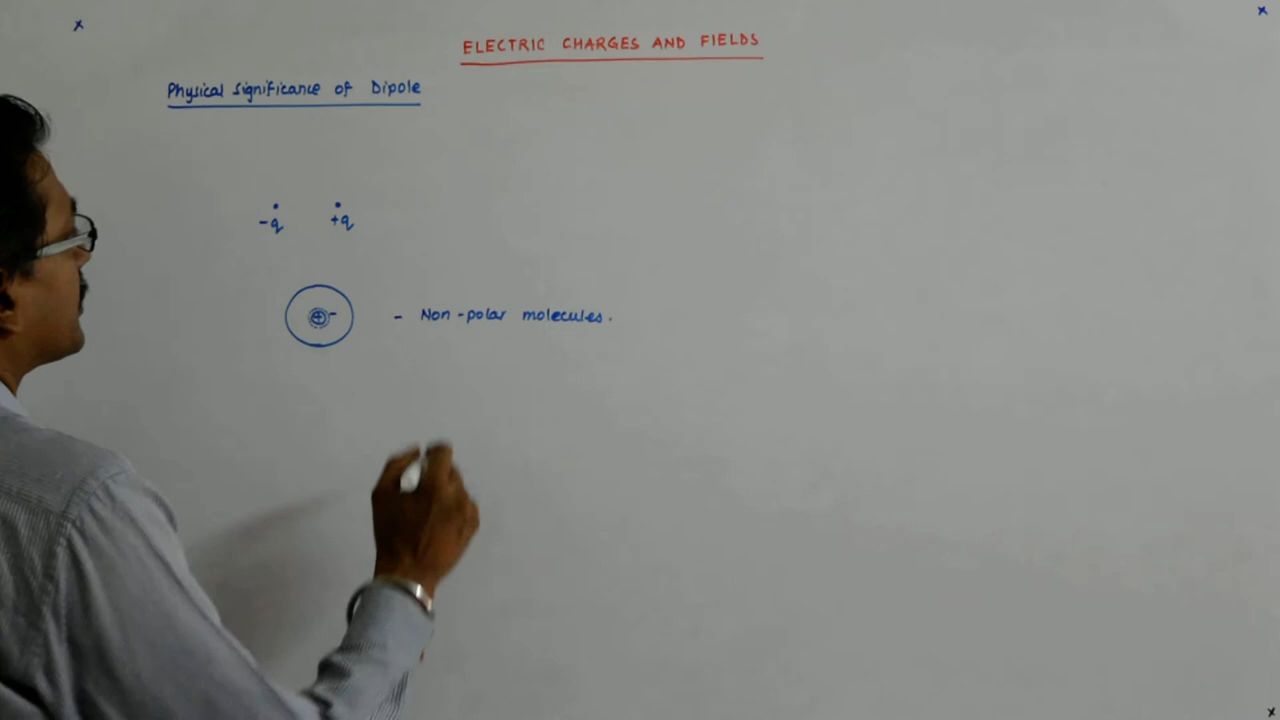 x
x
ELECTRIC CHARGES AND FIELDS
Physical Significance of Dipole
-q +q
+ -
- Non-polar molecules.
x